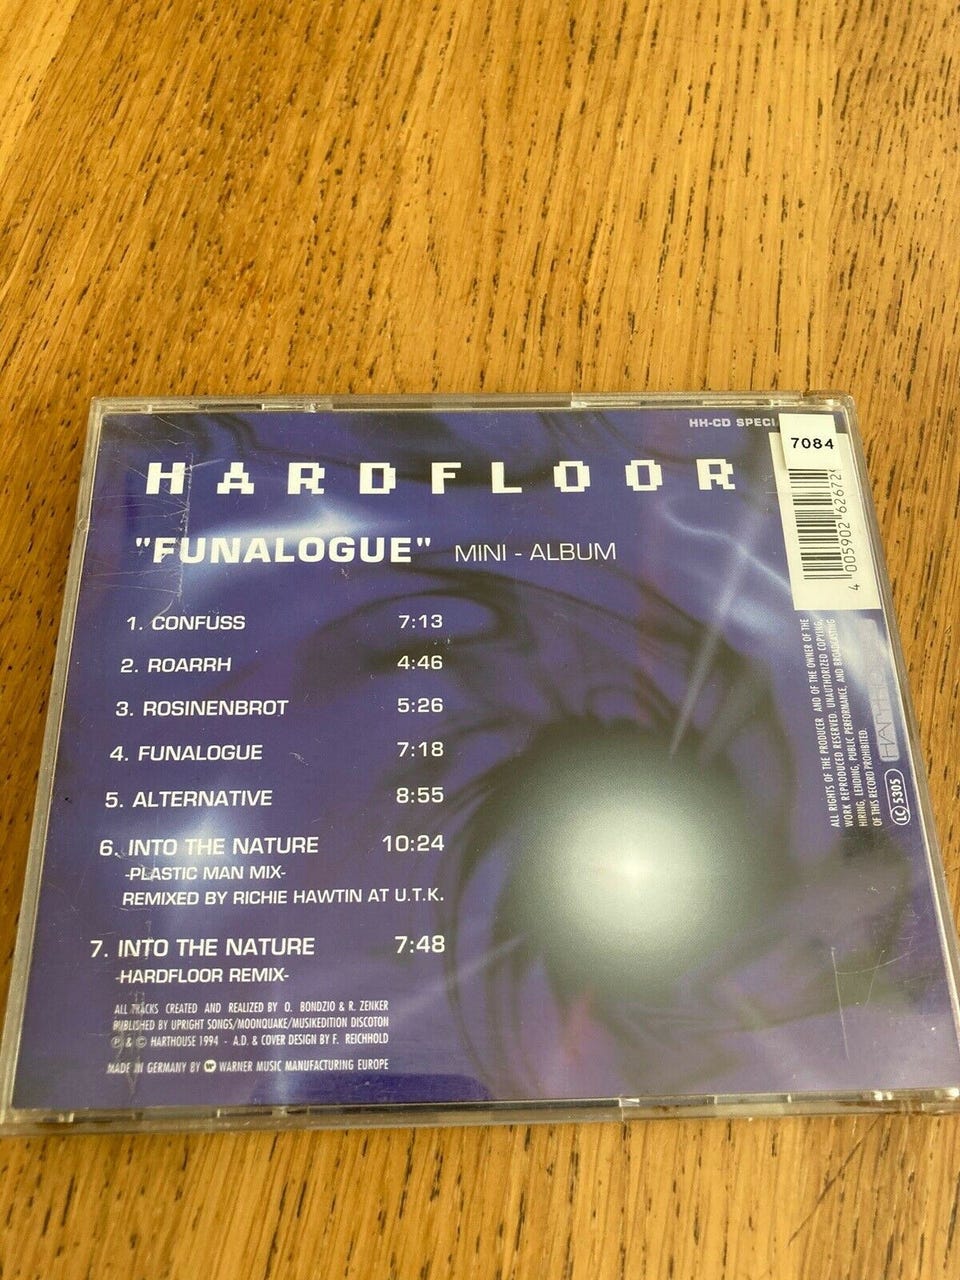 HH-CD SPECI
7084
HARDFLOOR
"FUNALOGUE" MINI - ALBUM
1. CONFUSS 7:13
2. ROARRH 4:46
3. ROSINENBROT 5:26
4. FUNALOGUE 7:18
5. ALTERNATIVE 8:55
6. INTO THE NATURE 10:24
-PLASTIC MAN MIX-
REMIXED BY RICHIE HAWTIN AT U.T.K.
7. INTO THE NATURE 7:48
-HARDFLOOR REMIX-
ALL TRACKS CREATED AND REALIZED BY O. BONDZIO & R. ZENKER
PUBLISHED BY UPRIGHT SONGS/MOONQUAKE/MUSIKEDITION DISCOTON
℗ & © HARTHOUSE 1994 - A.D. & COVER DESIGN BY F. REICHHOLD
MADE IN GERMANY BY WARNER MUSIC MANUFACTURING EUROPE
4 005902 62672
ALL RIGHTS OF THE PRODUCER AND OF THE OWNER OF THE
WORK REPRODUCED RESERVED. UNAUTHORIZED COPYING,
HIRING, LENDING, PUBLIC PERFORMANCE, AND BROADCASTING
OF THIS RECORD PROHIBITED.
LC 5305